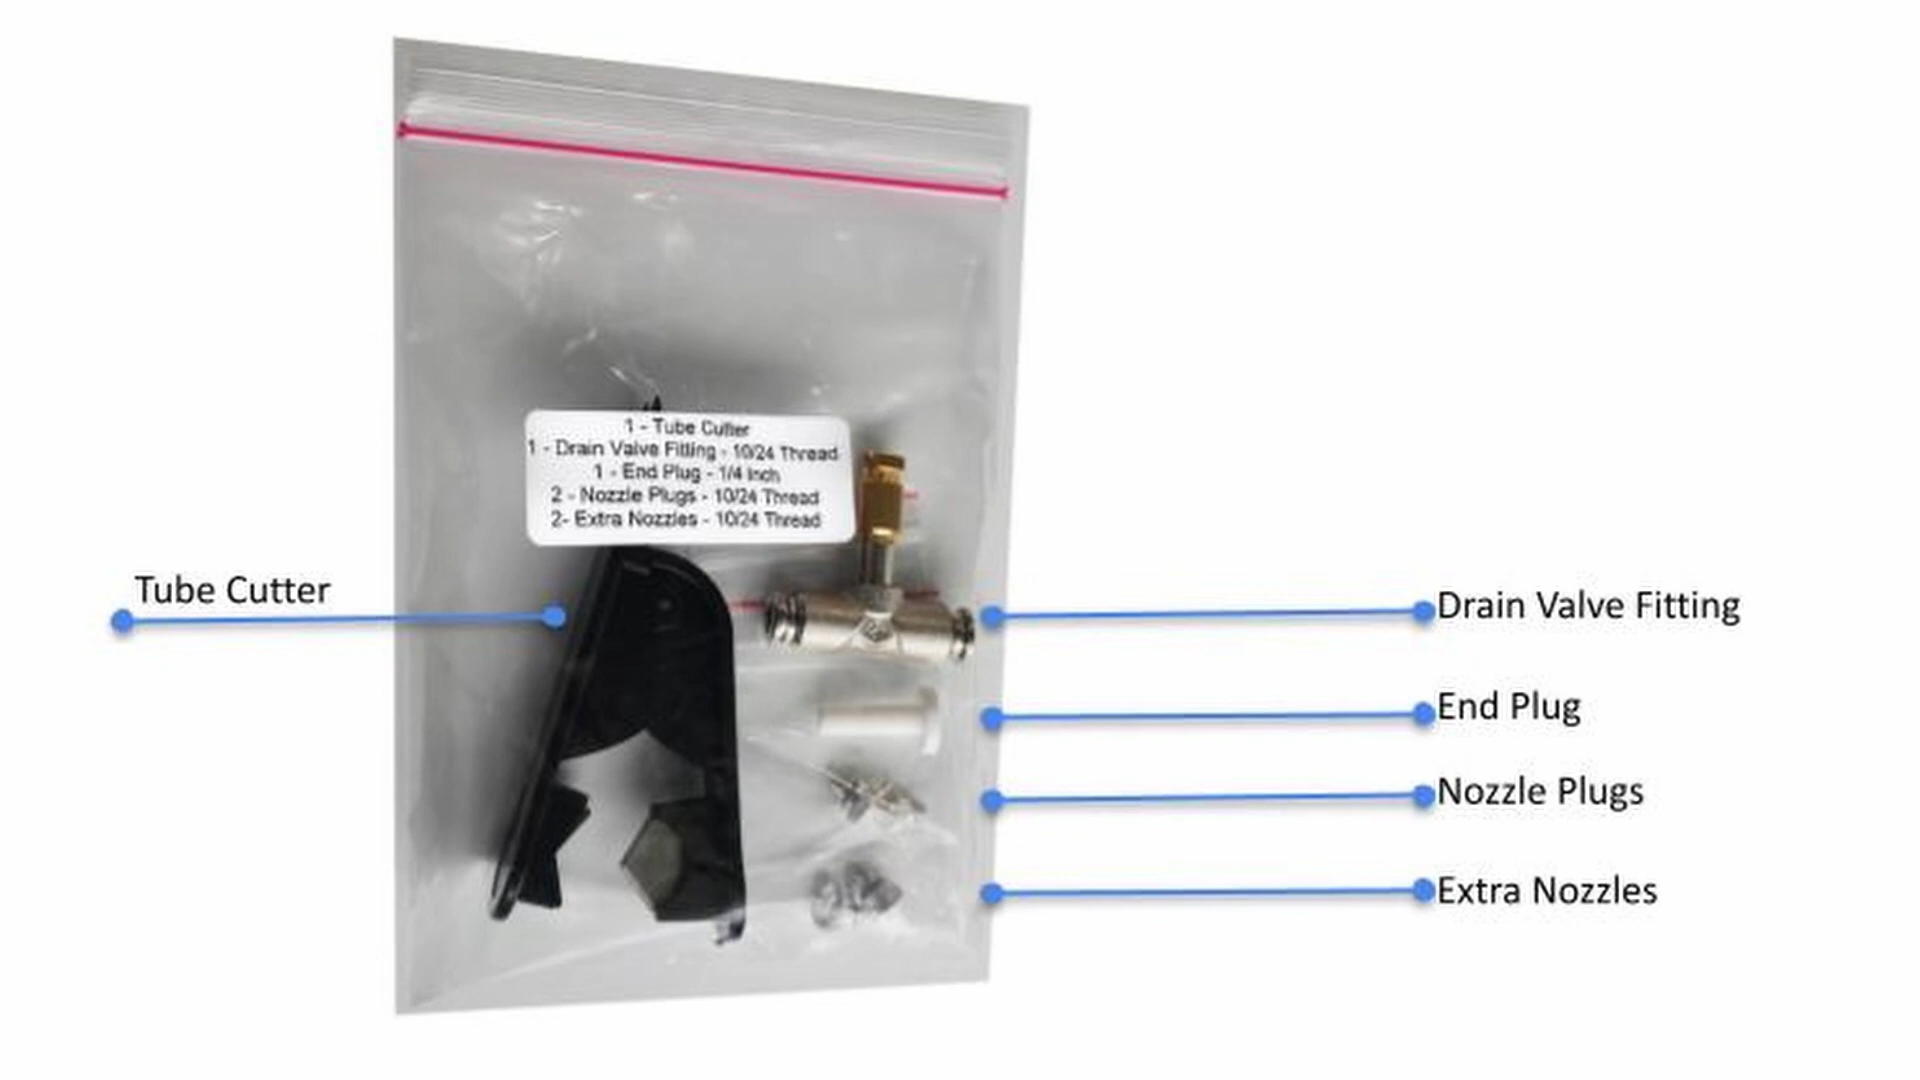 1 - Tube Cutter
1 - Drain Valve Fitting - 10/24 Thread
1 - End Plug - 1/4 Inch
2 - Nozzle Plugs - 10/24 Thread
2- Extra Nozzles - 10/24 Thread
Tube Cutter
Drain Valve Fitting
End Plug
Nozzle Plugs
Extra Nozzles